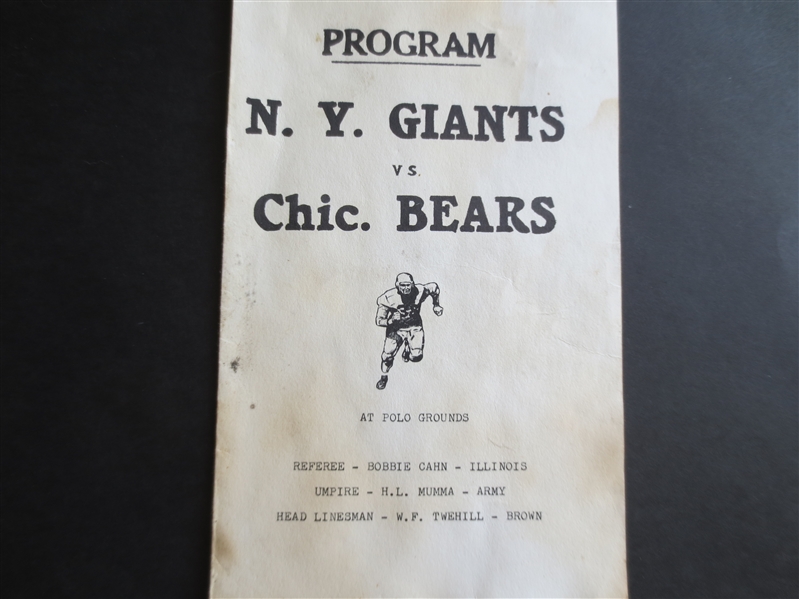 PROGRAM
N. Y. GIANTS
VS.
Chic. BEARS
AT POLO GROUNDS
REFEREE - BOBBIE CAHN - ILLINOIS
UMPIRE - H.L. MUMMA - ARMY
HEAD LINESMAN - W.F. TWEHILL - BROWN